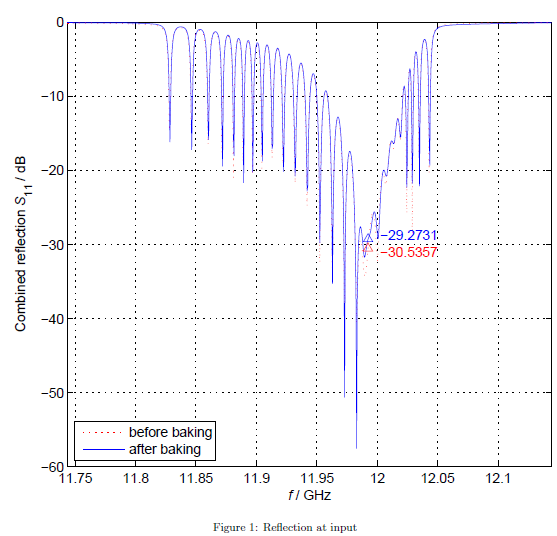 0
−10
−20
−30
−40
−50
−60
Combined reflection S11 / dB
−29.2731
−30.5357
before baking
after baking
11.75 11.8 11.85 11.9 11.95 12 12.05 12.1
f / GHz
Figure 1: Reflection at input